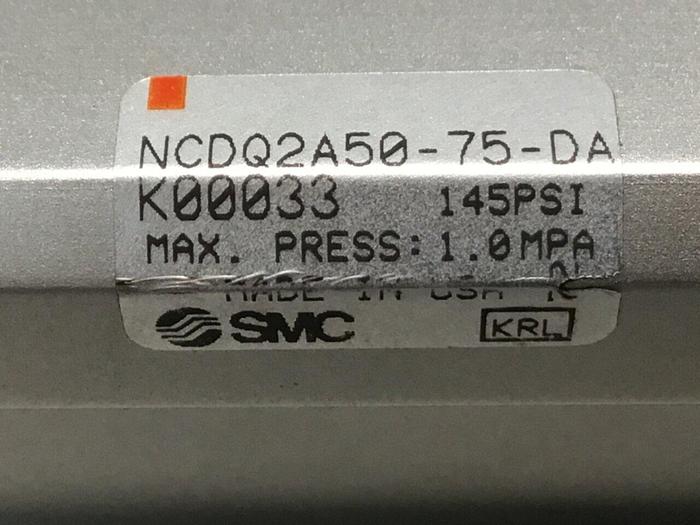 NCDQ2A50-75-DA
K00033 145PSI
MAX. PRESS: 1.0MPA
MADE IN USA
SMC KRL